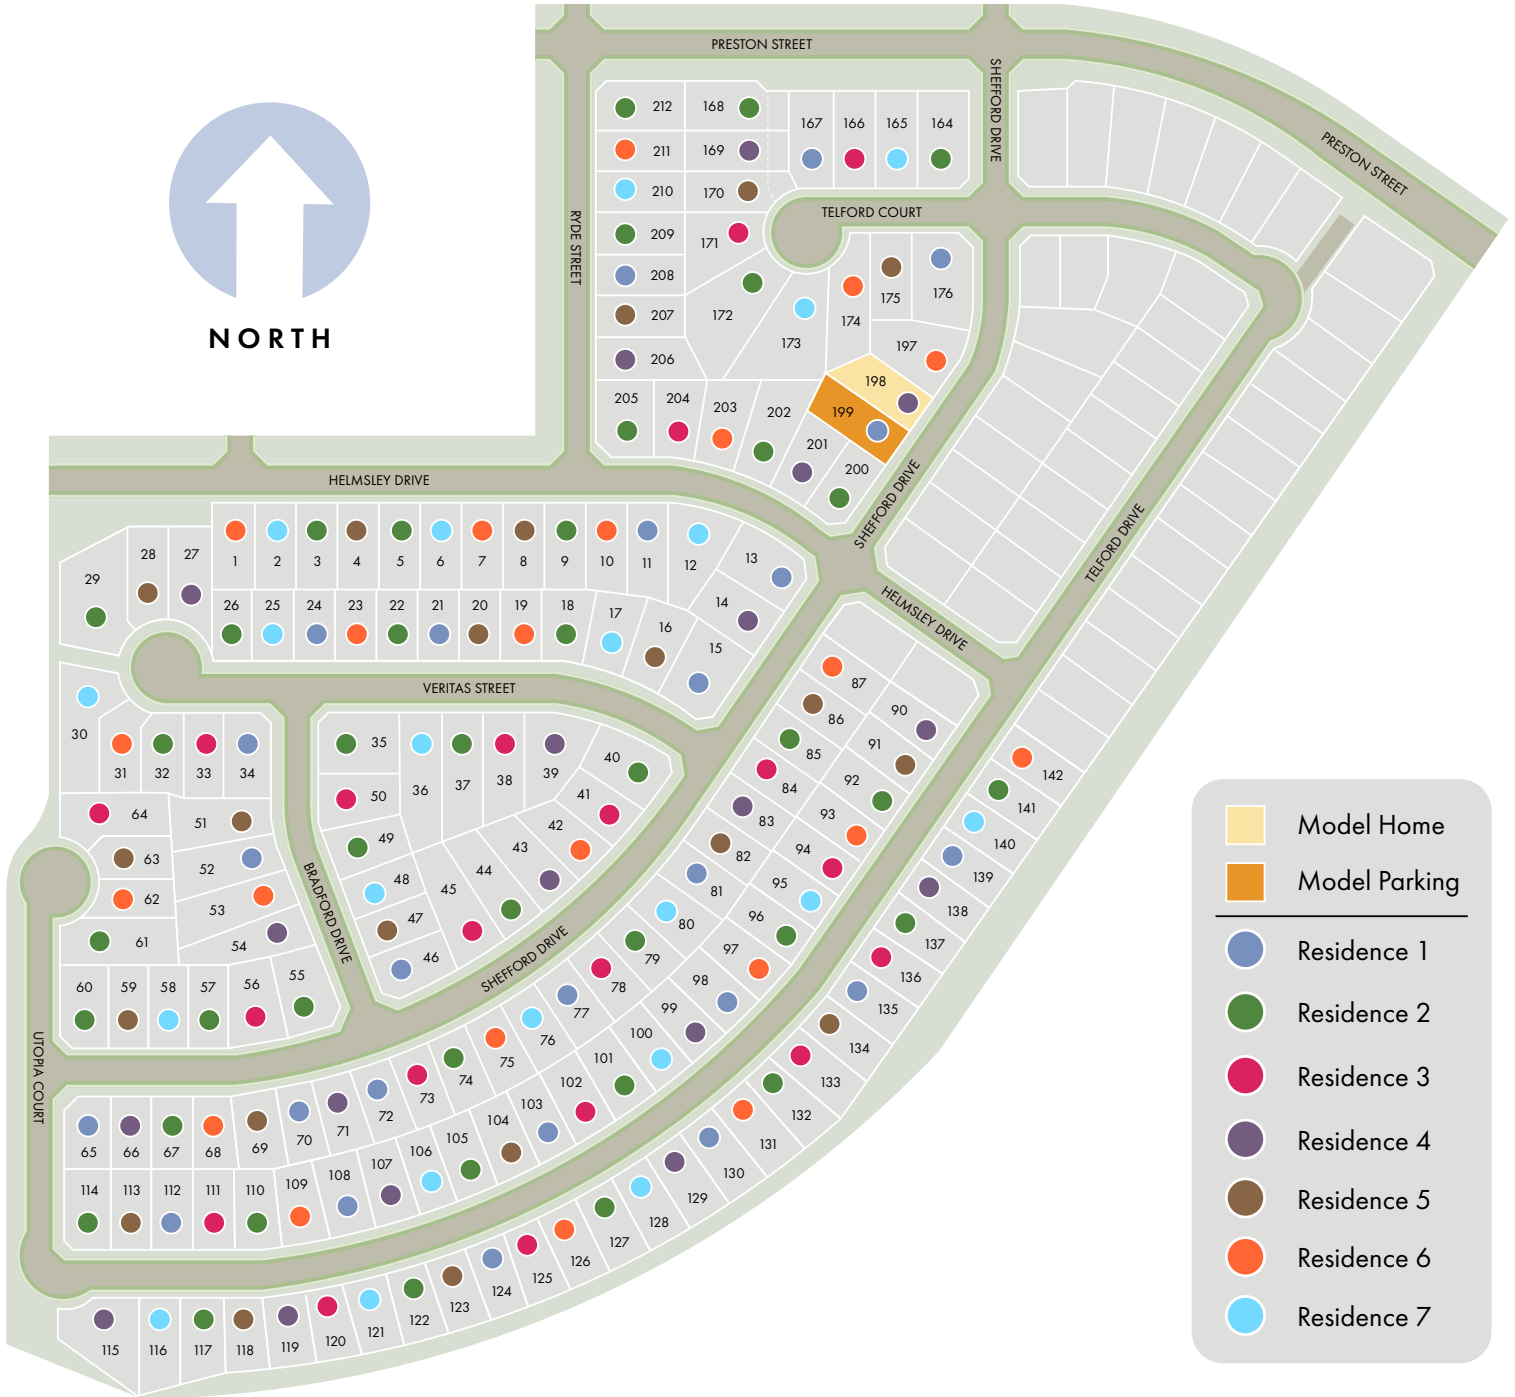 PRESTON STREET
SHEFFORD DRIVE
PRESTON STREET
212 168
167 166 165 164
211 169
210 170
TELFORD COURT
RYDE STREET
209 171
208
175 176
207 172 174
173
197
206
198
205 204 203 202 199
201
200
NORTH
HELMSLEY DRIVE
SHEFFORD DRIVE
TELFORD DRIVE
HELMSLEY DRIVE
29 28 27
1 2 3 4 5 6 7 8 9 10 11 12 13
14
26 25 24 23 22 21 20 19 18 17 16 15
VERITAS STREET
87
86 90
85 91
84 92
83 93
82 94
81 95
80 96
79 97
78 98
77 99
76 100
75 101
74 102
73 103
72 104
71 105
70 106
69 107
30
31 32 33 34
35
36 37 38 39 40
50 41
49 42
43
48 44
45
47
46
64 51
63 52
62 53
61 54
60 59 58 57 56 55
BRADFORD DRIVE
SHEFFORD DRIVE
UTOPIA COURT
65 66 67 68
114 113 112 111 110 109 108
142
141
140
139
138
137
136
135
134
133
132
131
130
129
128
127
126
125
124
123
122
121
120
119
118
117
116
115
Model Home
Model Parking
Residence 1
Residence 2
Residence 3
Residence 4
Residence 5
Residence 6
Residence 7